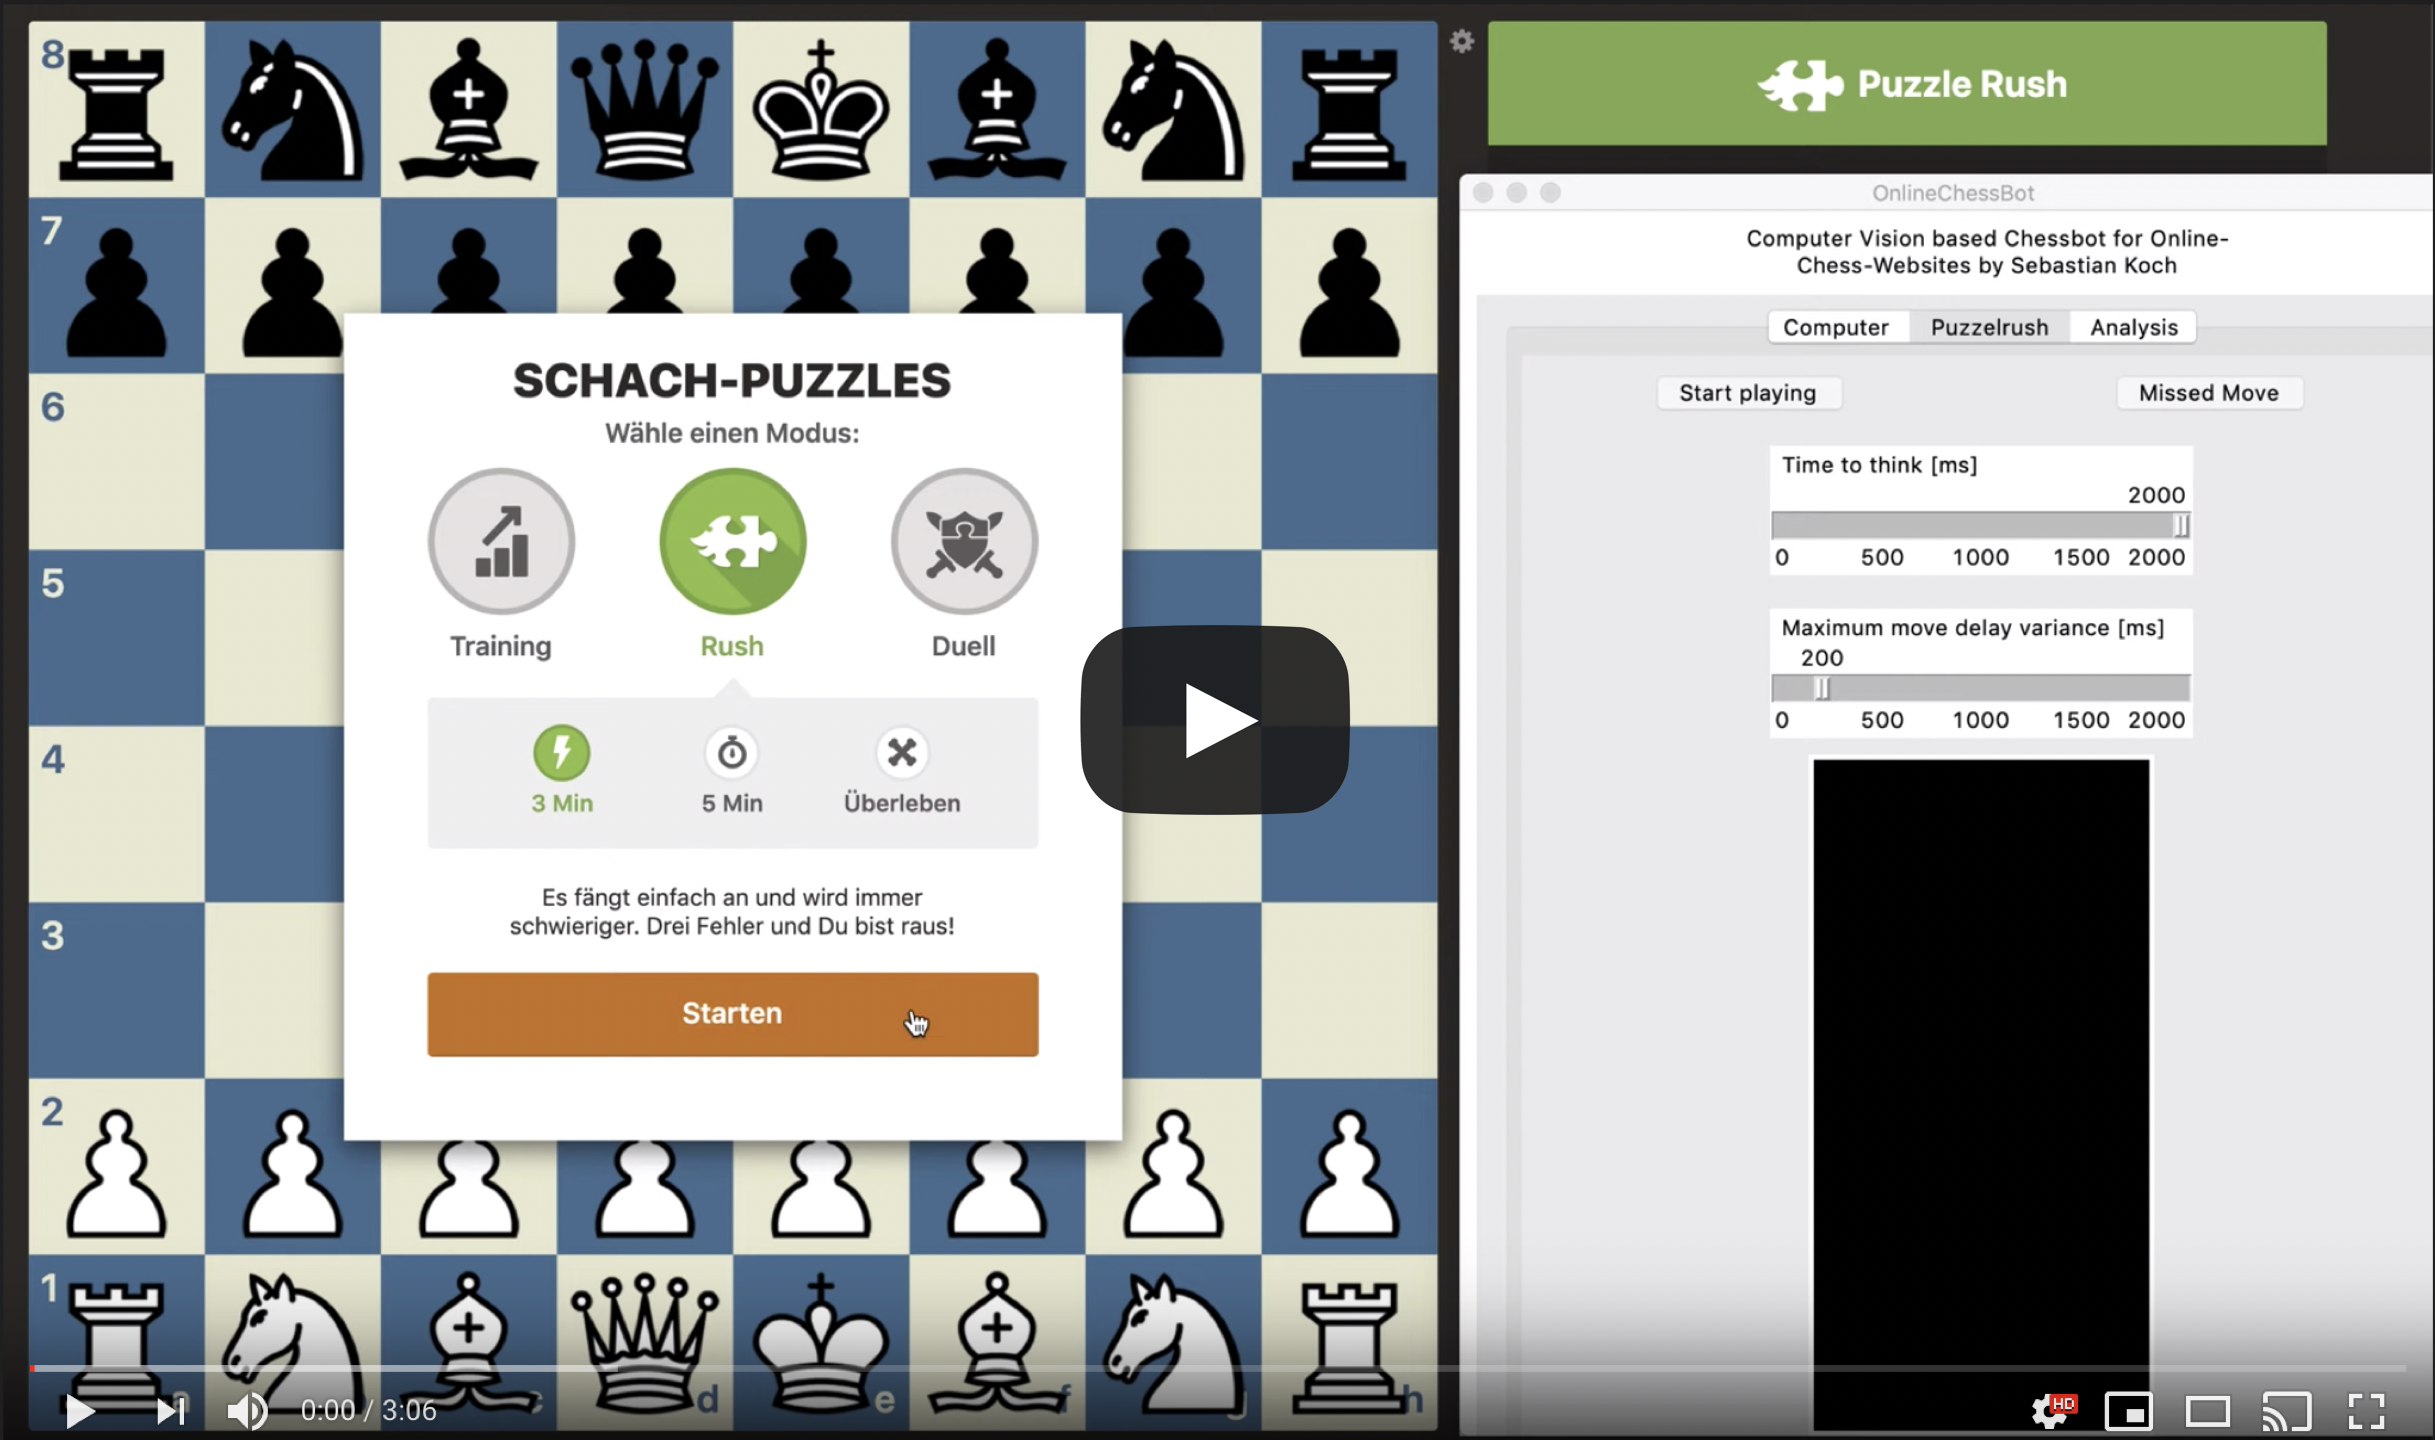 8
7
6
5
4
3
2
1
c
d
e
f
g
h
Puzzle Rush
SCHACH-PUZZLES
Wähle einen Modus:
Training
Rush
Duell
3 Min
5 Min
Überleben
Es fängt einfach an und wird immer
schwieriger. Drei Fehler und Du bist raus!
Starten
OnlineChessBot
Computer Vision based Chessbot for Online-
Chess-Websites by Sebastian Koch
Computer Puzzelrush Analysis
Start playing Missed Move
Time to think [ms]
2000
0 500 1000 1500 2000
Maximum move delay variance [ms]
200
0 500 1000 1500 2000
0:00 / 3:06
HD